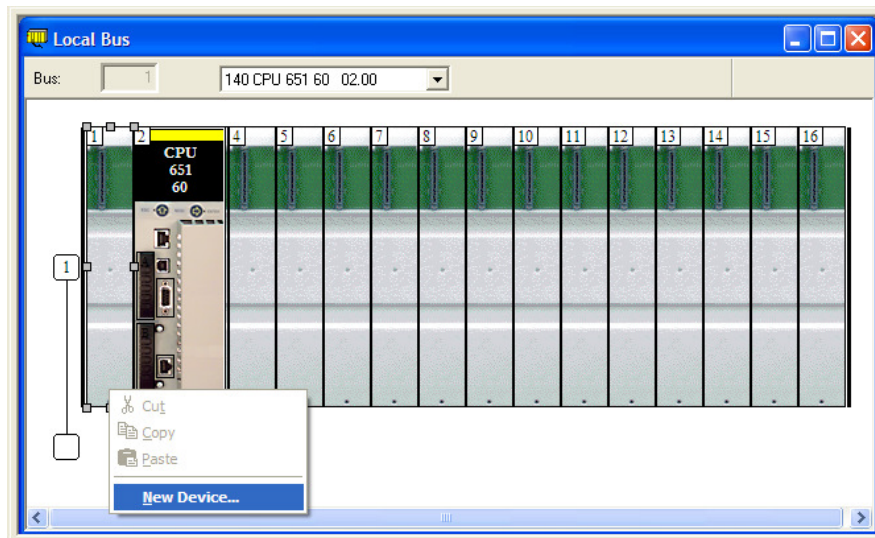 Local Bus
Bus: 1 140 CPU 651 60 02.00
1 2 4 5 6 7 8 9 10 11 12 13 14 15 16
CPU
651
60
1
Cut
Copy
Paste
New Device...